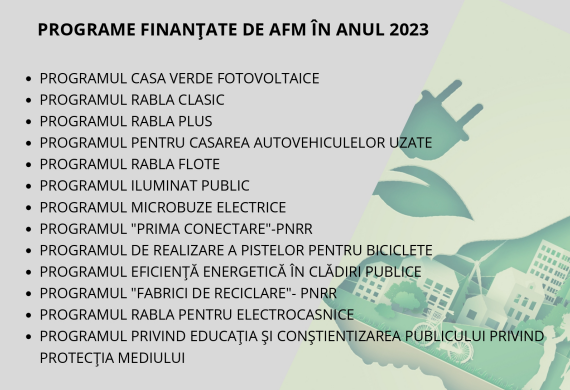 PROGRAME FINANŢATE DE AFM ÎN ANUL 2023
• PROGRAMUL CASA VERDE FOTOVOLTAICE
• PROGRAMUL RABLA CLASIC
• PROGRAMUL RABLA PLUS
• PROGRAMUL PENTRU CASAREA AUTOVEHICULELOR UZATE
• PROGRAMUL RABLA FLOTE
• PROGRAMUL ILUMINAT PUBLIC
• PROGRAMUL MICROBUZE ELECTRICE
• PROGRAMUL "PRIMA CONECTARE"-PNRR
• PROGRAMUL DE REALIZARE A PISTELOR PENTRU BICICLETE
• PROGRAMUL EFICIENŢĂ ENERGETICĂ ÎN CLĂDIRI PUBLICE
• PROGRAMUL "FABRICI DE RECICLARE"- PNRR
• PROGRAMUL RABLA PENTRU ELECTROCASNICE
• PROGRAMUL PRIVIND EDUCAŢIA ŞI CONŞTIENTIZAREA PUBLICULUI PRIVIND
PROTECŢIA MEDIULUI